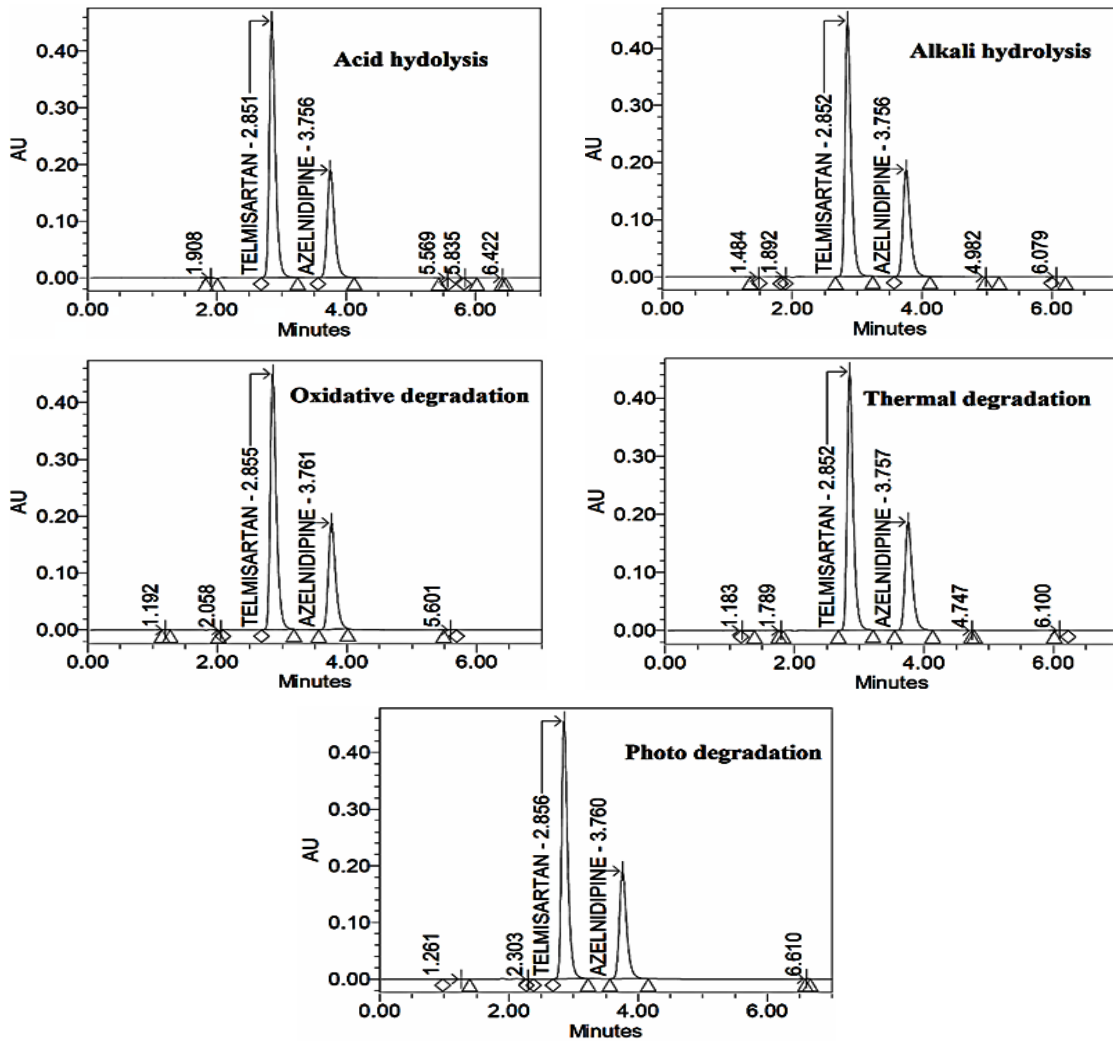 Acid hydolysis
AU
0.40
0.30
0.20
0.10
0.00
1.908
TELMISARTAN - 2.851
AZELNIDIPINE - 3.756
5.569
5.835
6.422
0.00 2.00 4.00 6.00
Minutes
Alkali hydrolysis
AU
0.40
0.30
0.20
0.10
0.00
1.484
1.892
TELMISARTAN - 2.852
AZELNIDIPINE - 3.756
4.982
6.079
0.00 2.00 4.00 6.00
Minutes
Oxidative degradation
AU
0.40
0.30
0.20
0.10
0.00
1.192
2.058
TELMISARTAN - 2.855
AZELNIDIPINE - 3.761
5.601
0.00 2.00 4.00 6.00
Minutes
Thermal degradation
AU
0.40
0.30
0.20
0.10
0.00
1.183
1.789
TELMISARTAN - 2.852
AZELNIDIPINE - 3.757
4.747
6.100
0.00 2.00 4.00 6.00
Minutes
Photo degradation
AU
0.40
0.30
0.20
0.10
0.00
1.261
2.303
TELMISARTAN - 2.856
AZELNIDIPINE - 3.760
6.610
0.00 2.00 4.00 6.00
Minutes